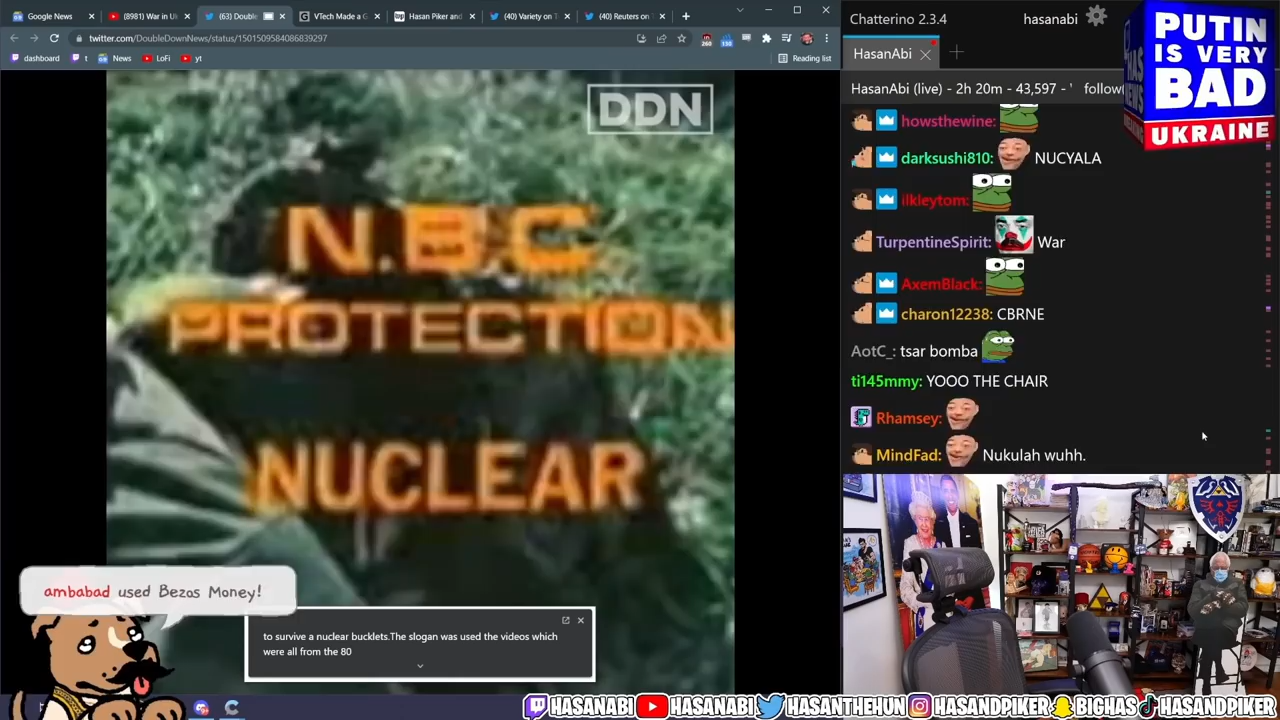 Google News
(8981) War in Uk
(63) Double
VTech Made a G
Hasan Piker and
(40) Variety on T
(40) Reuters on
twitter.com/DoubleDownNews/status/1501509584086839297
dashboard
t
News
LoFi
yt
Reading list
DDN
N.B.C
PROTECTION
NUCLEAR
ambabad used Bezos Money!
to survive a nuclear bucklets.The slogan was used the videos which
were all from the 80
Chatterino 2.3.4
hasanabi
HasanAbi
HasanAbi (live) - 2h 20m - 43,597 - '
follow
PUTIN
IS VERY
BAD
UKRAINE
howsthewine:
darksushi810: NUCYALA
ilkleytom:
TurpentineSpirit: War
AxemBlack:
charon12238: CBRNE
AotC_: tsar bomba
ti145mmy: YOOO THE CHAIR
Rhamsey:
MindFad: Nukulah wuhh.
HASANABI
HASANABI
HASANTHEHUN
HASANDPIKER
BIGHAS
HASANDPIKER